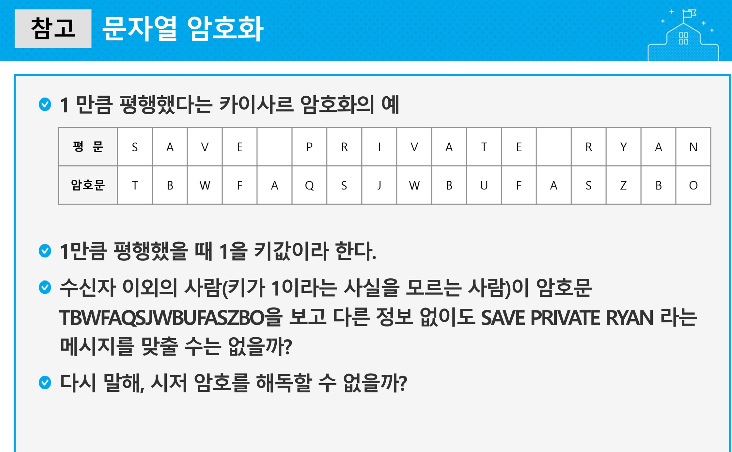 참고 문자열 암호화
1 만큼 평행했다는 카이사르 암호화의 예
평 문 S A V E P R I V A T E R Y A N
암호문 T B W F A Q S J W B U F A S Z B O
1만큼 평행했을 때 1을 키값이라 한다.
수신자 이외의 사람(키가 1이라는 사실을 모르는 사람)이 암호문
TBWFAQSJWBUFASZBO을 보고 다른 정보 없이도 SAVE PRIVATE RYAN 라는
메시지를 맞출 수는 없을까?
다시 말해, 시저 암호를 해독할 수 없을까?